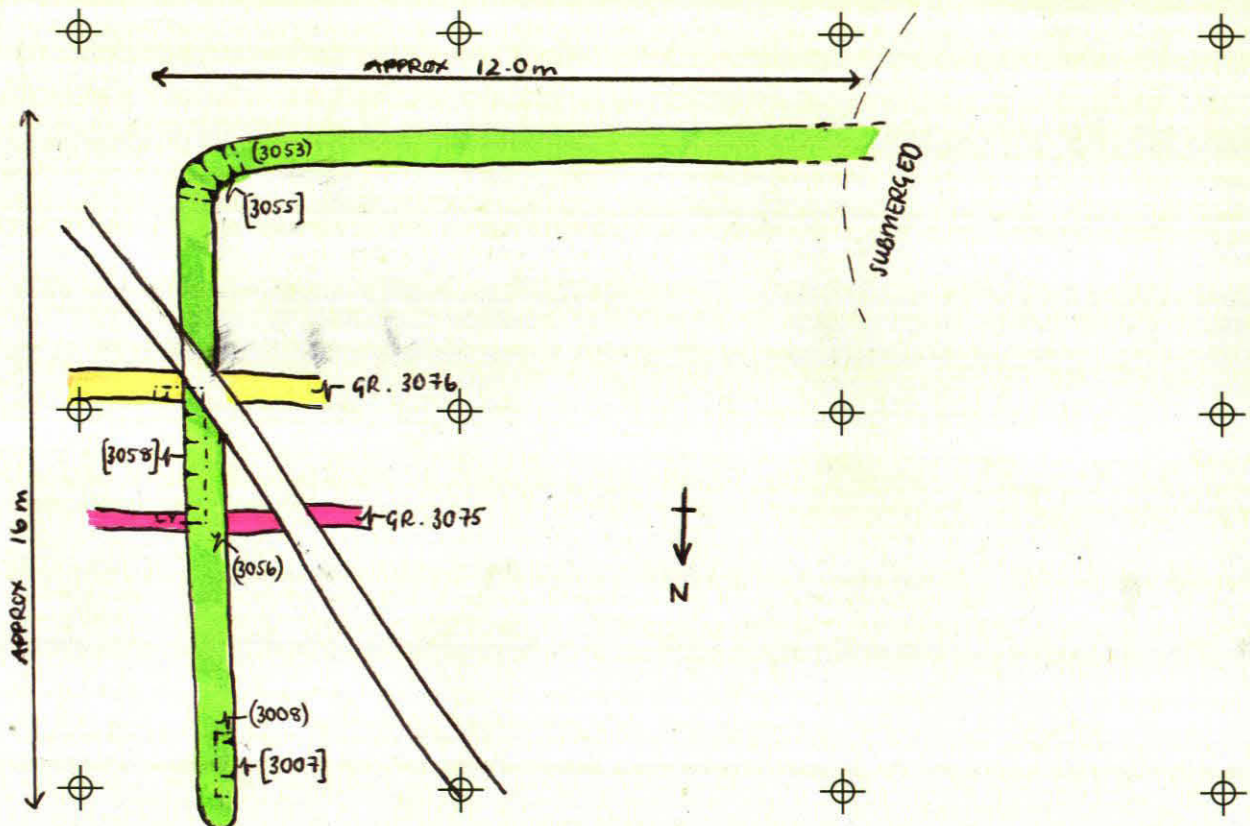 APPROX 12.0m
(3053)
[3055]
SUBMERGED
GR. 3076
[3058]
GR. 3075
(3056)
APPROX 16m
N
(3008)
[3007]